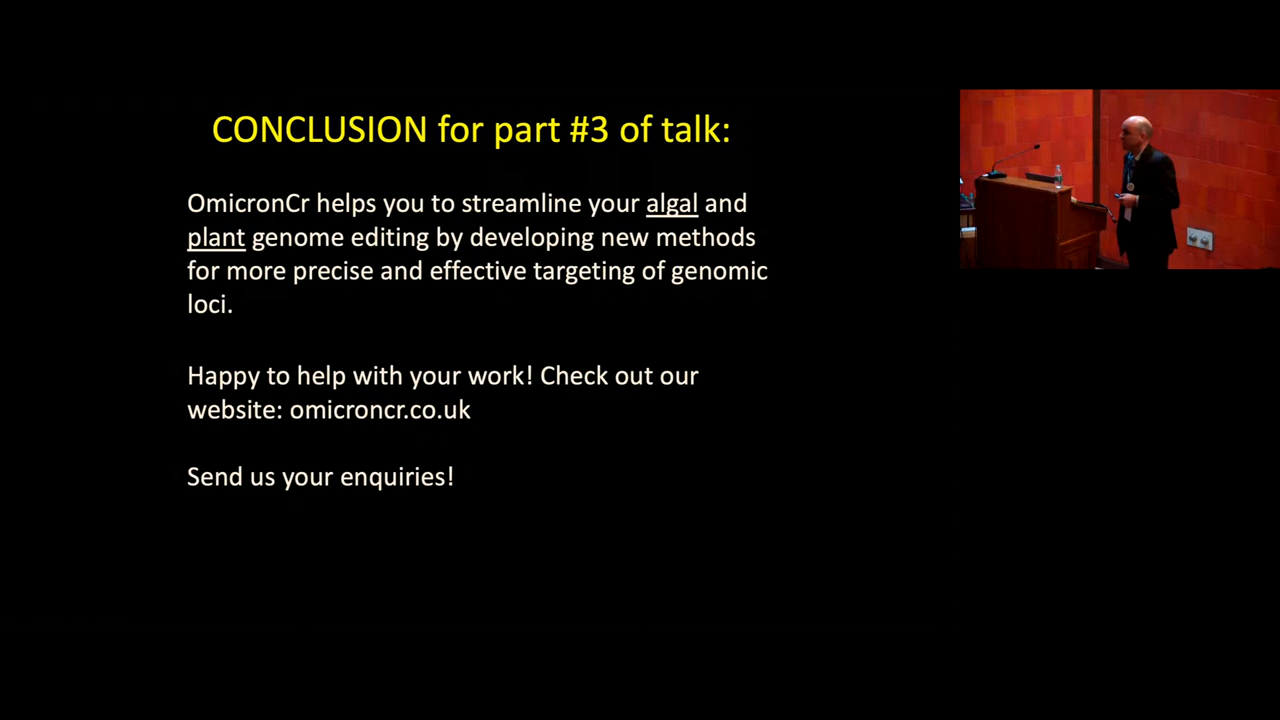 CONCLUSION for part #3 of talk:
OmicronCr helps you to streamline your algal and
plant genome editing by developing new methods
for more precise and effective targeting of genomic
loci.
Happy to help with your work! Check out our
website: omicroncr.co.uk
Send us your enquiries!